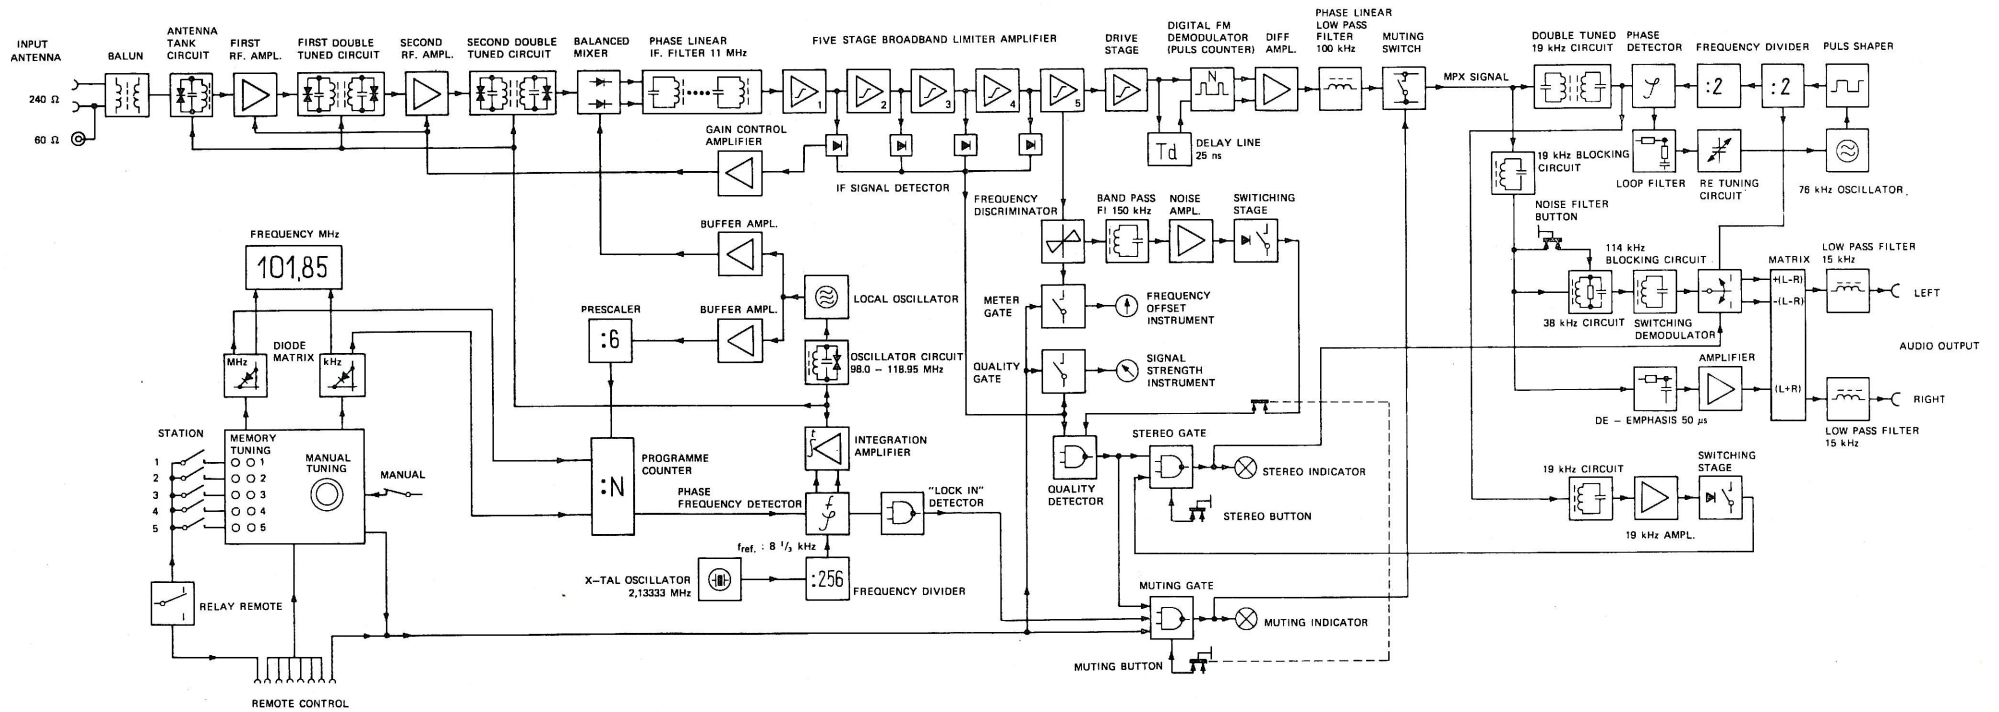 INPUT
ANTENNA
240 Ω
60 Ω
BALUN
ANTENNA
TANK
CIRCUIT
FIRST
RF. AMPL.
FIRST DOUBLE
TUNED CIRCUIT
SECOND
RF. AMPL.
SECOND DOUBLE
TUNED CIRCUIT
BALANCED
MIXER
PHASE LINEAR
IF. FILTER 11 MHz
FIVE STAGE BROADBAND LIMITER AMPLIFIER
1
2
3
4
5
DRIVE
STAGE
DIGITAL FM
DEMODULATOR
(PULS COUNTER)
N
DIFF
AMPL.
PHASE LINEAR
LOW PASS
FILTER
100 kHz
MUTING
SWITCH
MPX SIGNAL
DOUBLE TUNED
19 kHz CIRCUIT
PHASE
DETECTOR
φ
FREQUENCY DIVIDER
:2
:2
PULS SHAPER
GAIN CONTROL
AMPLIFIER
IF SIGNAL DETECTOR
Td
DELAY LINE
25 ns
19 kHz BLOCKING
CIRCUIT
LOOP FILTER
RE TUNING
CIRCUIT
76 kHz OSCILLATOR
FREQUENCY
DISCRIMINATOR
BAND PASS
FI 150 kHz
NOISE
AMPL.
SWITICHING
STAGE
NOISE FILTER
BUTTON
FREQUENCY MHz
101,85
BUFFER AMPL.
LOCAL OSCILLATOR
METER
GATE
FREQUENCY
OFFSET
INSTRUMENT
114 kHz
BLOCKING CIRCUIT
38 kHz CIRCUIT
SWITCHING
DEMODULATOR
MATRIX
+(L-R)
-(L-R)
(L+R)
LOW PASS FILTER
15 kHz
LEFT
AUDIO OUTPUT
DIODE
MATRIX
MHz
kHz
PRESCALER
:6
BUFFER AMPL.
OSCILLATOR CIRCUIT
98.0 – 118.95 MHz
QUALITY
GATE
SIGNAL
STRENGTH
INSTRUMENT
AMPLIFIER
DE – EMPHASIS 50 μs
RIGHT
LOW PASS FILTER
15 kHz
STATION
1
2
3
4
5
MEMORY
TUNING
1
2
3
4
5
MANUAL
TUNING
MANUAL
PROGRAMME
COUNTER
:N
t
INTEGRATION
AMPLIFIER
PHASE
FREQUENCY DETECTOR
f
φ
"LOCK IN"
DETECTOR
QUALITY
DETECTOR
STEREO GATE
STEREO INDICATOR
STEREO BUTTON
19 kHz CIRCUIT
19 kHz AMPL.
SWITCHING
STAGE
fref. : 8 1/3 kHz
X–TAL OSCILLATOR
2,13333 MHz
:256
FREQUENCY DIVIDER
RELAY REMOTE
REMOTE CONTROL
MUTING GATE
MUTING INDICATOR
MUTING BUTTON